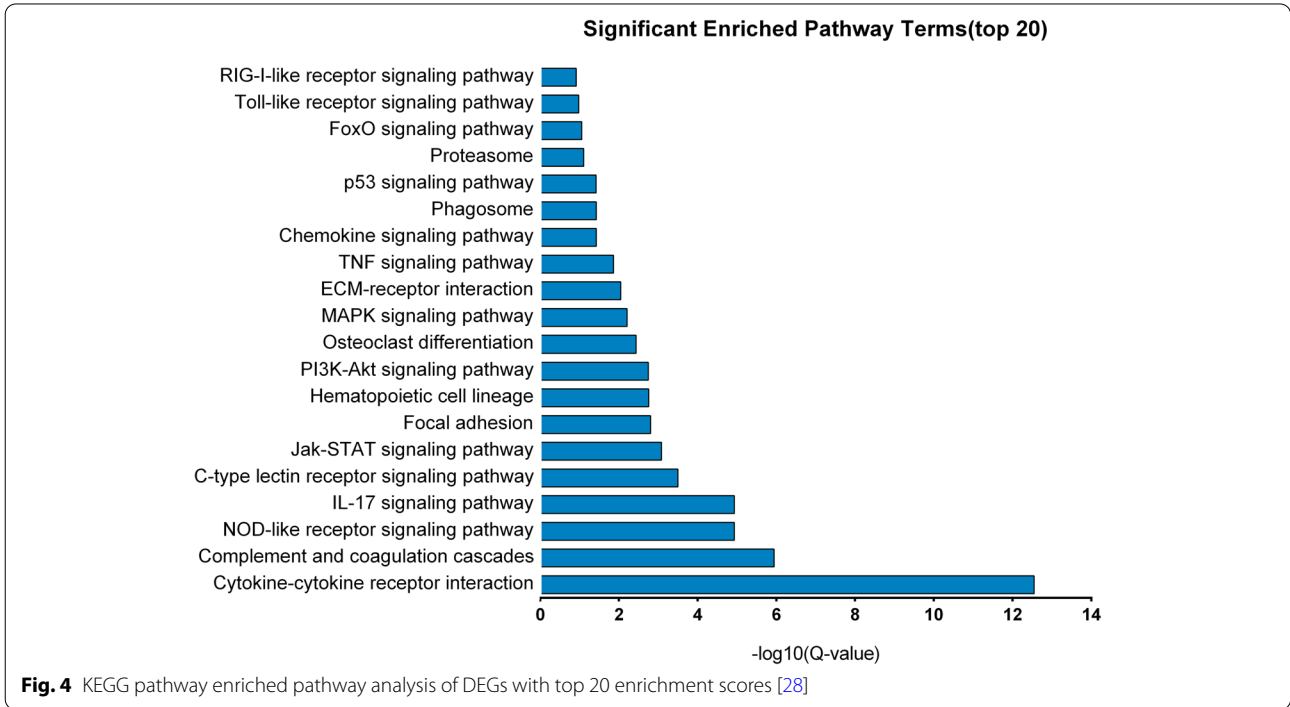 Significant Enriched Pathway Terms(top 20)
RIG-I-like receptor signaling pathway
Toll-like receptor signaling pathway
FoxO signaling pathway
Proteasome
p53 signaling pathway
Phagosome
Chemokine signaling pathway
TNF signaling pathway
ECM-receptor interaction
MAPK signaling pathway
Osteoclast differentiation
PI3K-Akt signaling pathway
Hematopoietic cell lineage
Focal adhesion
Jak-STAT signaling pathway
C-type lectin receptor signaling pathway
IL-17 signaling pathway
NOD-like receptor signaling pathway
Complement and coagulation cascades
Cytokine-cytokine receptor interaction
0 2 4 6 8 10 12 14
-log10(Q-value)
Fig. 4 KEGG pathway enriched pathway analysis of DEGs with top 20 enrichment scores [28]